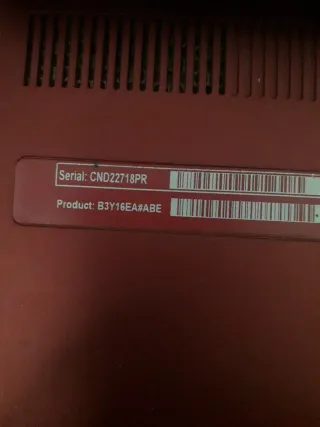 Serial: CND22718PR
Product: B3Y16EA#ABE